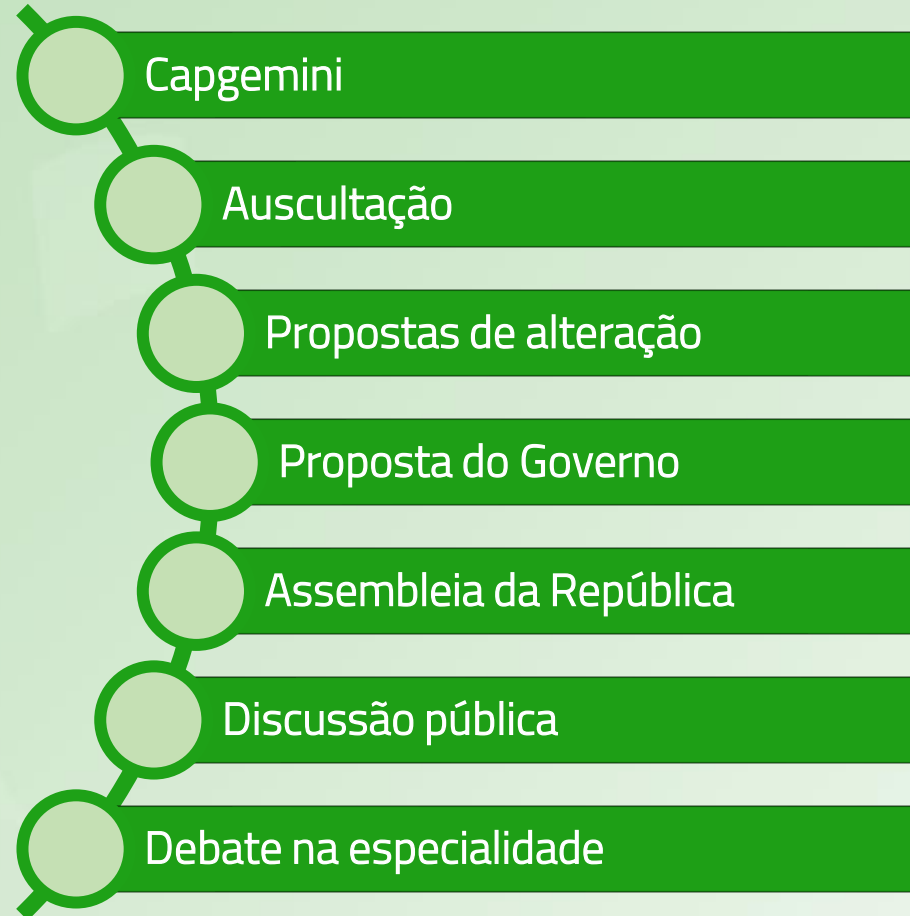 Capgemini
Auscultação
Propostas de alteração
Proposta do Governo
Assembleia da República
Discussão pública
Debate na especialidade